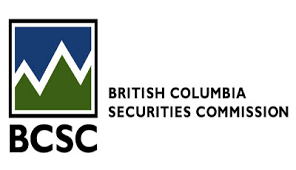 BRITISH COLUMBIA
SECURITIES COMMISSION
BCSC